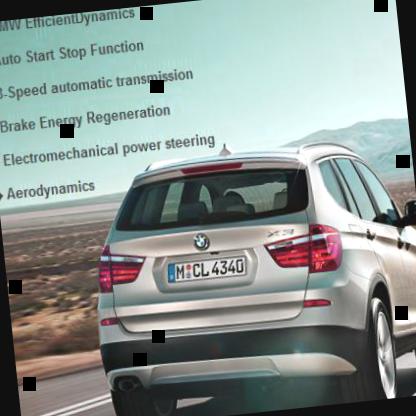 MW EfficientDynamics
uto Start Stop Function
8-Speed automatic transmission
Brake Energy Regeneration
Electromechanical power steering
Aerodynamics
X3
M CL 4340